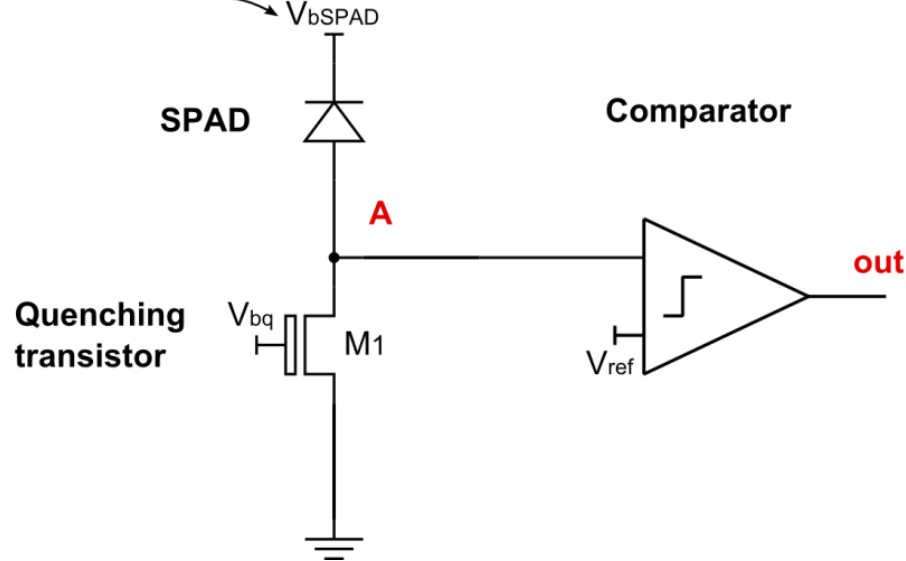 VbSPAD
SPAD
Comparator
A
out
Quenching
transistor
Vbq
M1
Vref